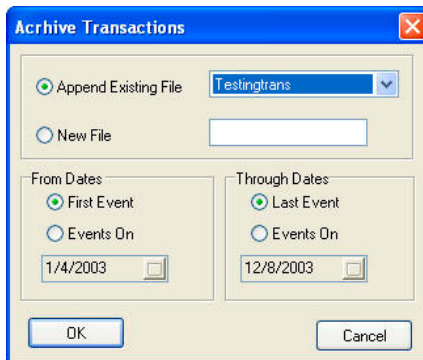 Acrhive Transactions
Append Existing File Testingtrans
New File
From Dates Through Dates
First Event Last Event
Events On Events On
1/4/2003 12/8/2003
OK Cancel